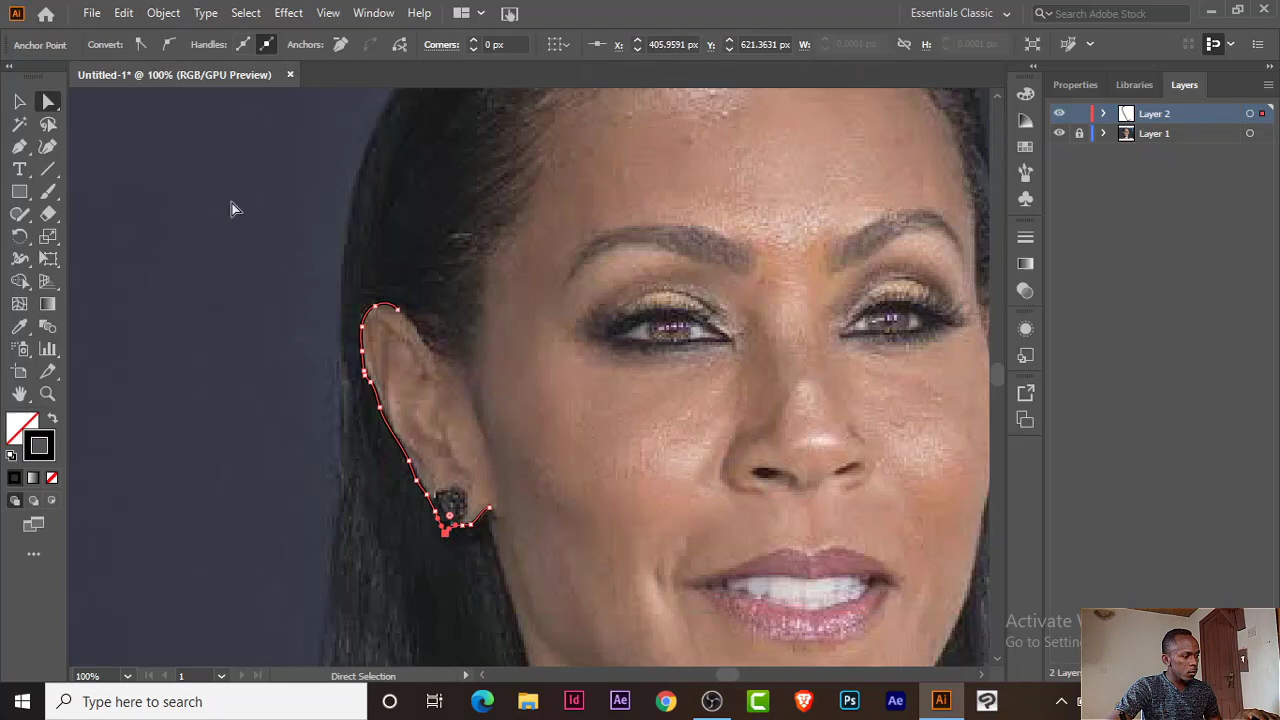 Ai File Edit Object Type Select Effect View Window Help Essentials Classic Search Adobe Stock
Anchor Point Convert: Handles: Anchors: Corners: 0 px X: 405.9591 px Y: 621.3631 px W: 0.0001 px H: 0.0001 px
Untitled-1* @ 100% (RGB/GPU Preview)
Properties Libraries Layers
Layer 2
Layer 1
Activate W
Go to Settin
100% 1 Direct Selection 2 Layers
Type here to search Id Ae Ps Ae Ai